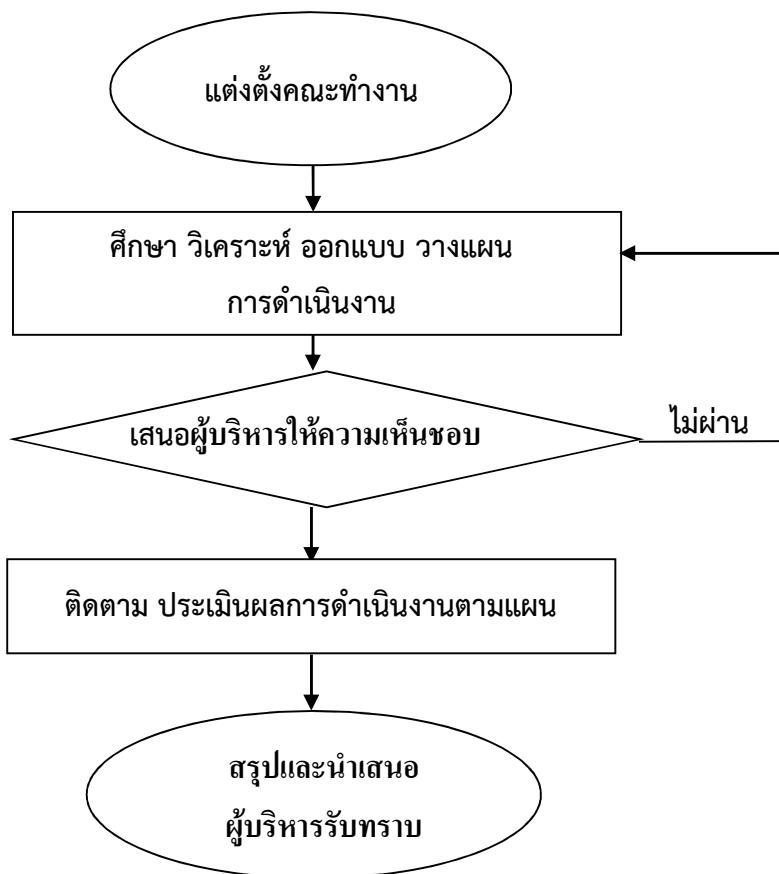 แต่งตั้งคณะทำงาน
ศึกษา วิเคราะห์ ออกแบบ วางแผน
การดำเนินงาน
เสนอผู้บริหารให้ความเห็นชอบ
ไม่ผ่าน
ติดตาม ประเมินผลการดำเนินงานตามแผน
สรุปและนำเสนอ
ผู้บริหารรับทราบ